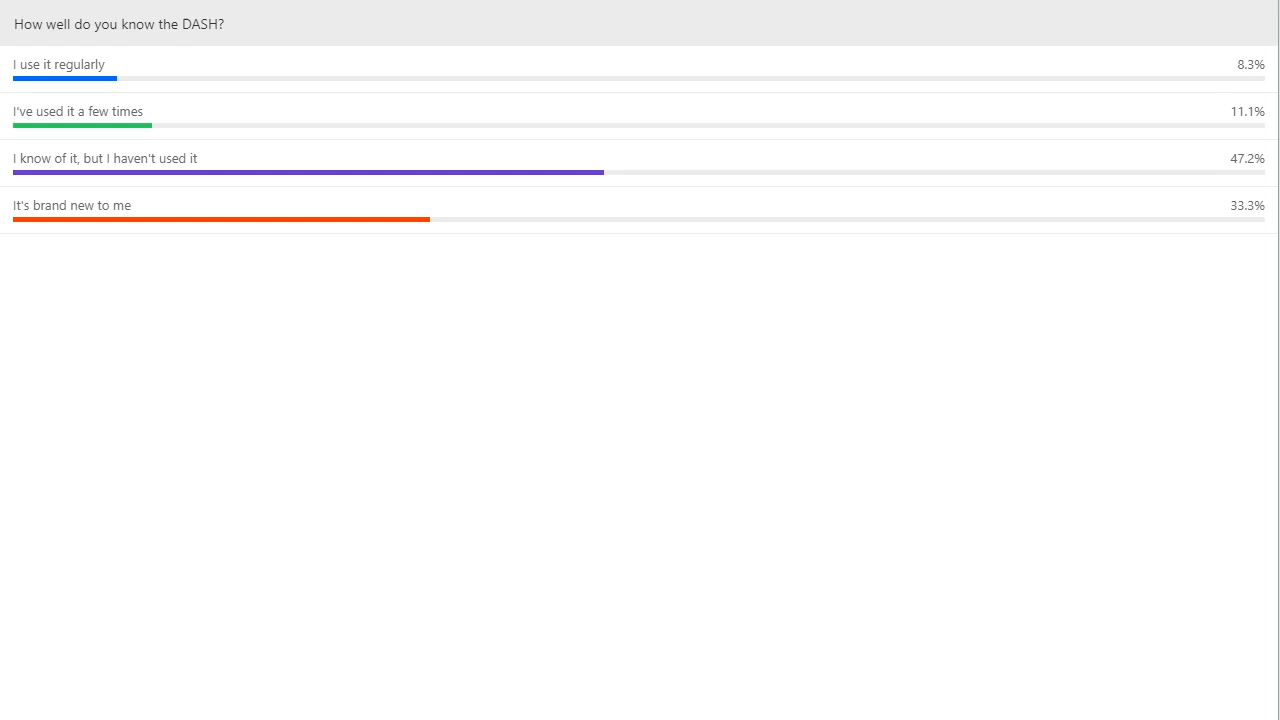 How well do you know the DASH?
I use it regularly 8.3%
I've used it a few times 11.1%
I know of it, but I haven't used it 47.2%
It's brand new to me 33.3%